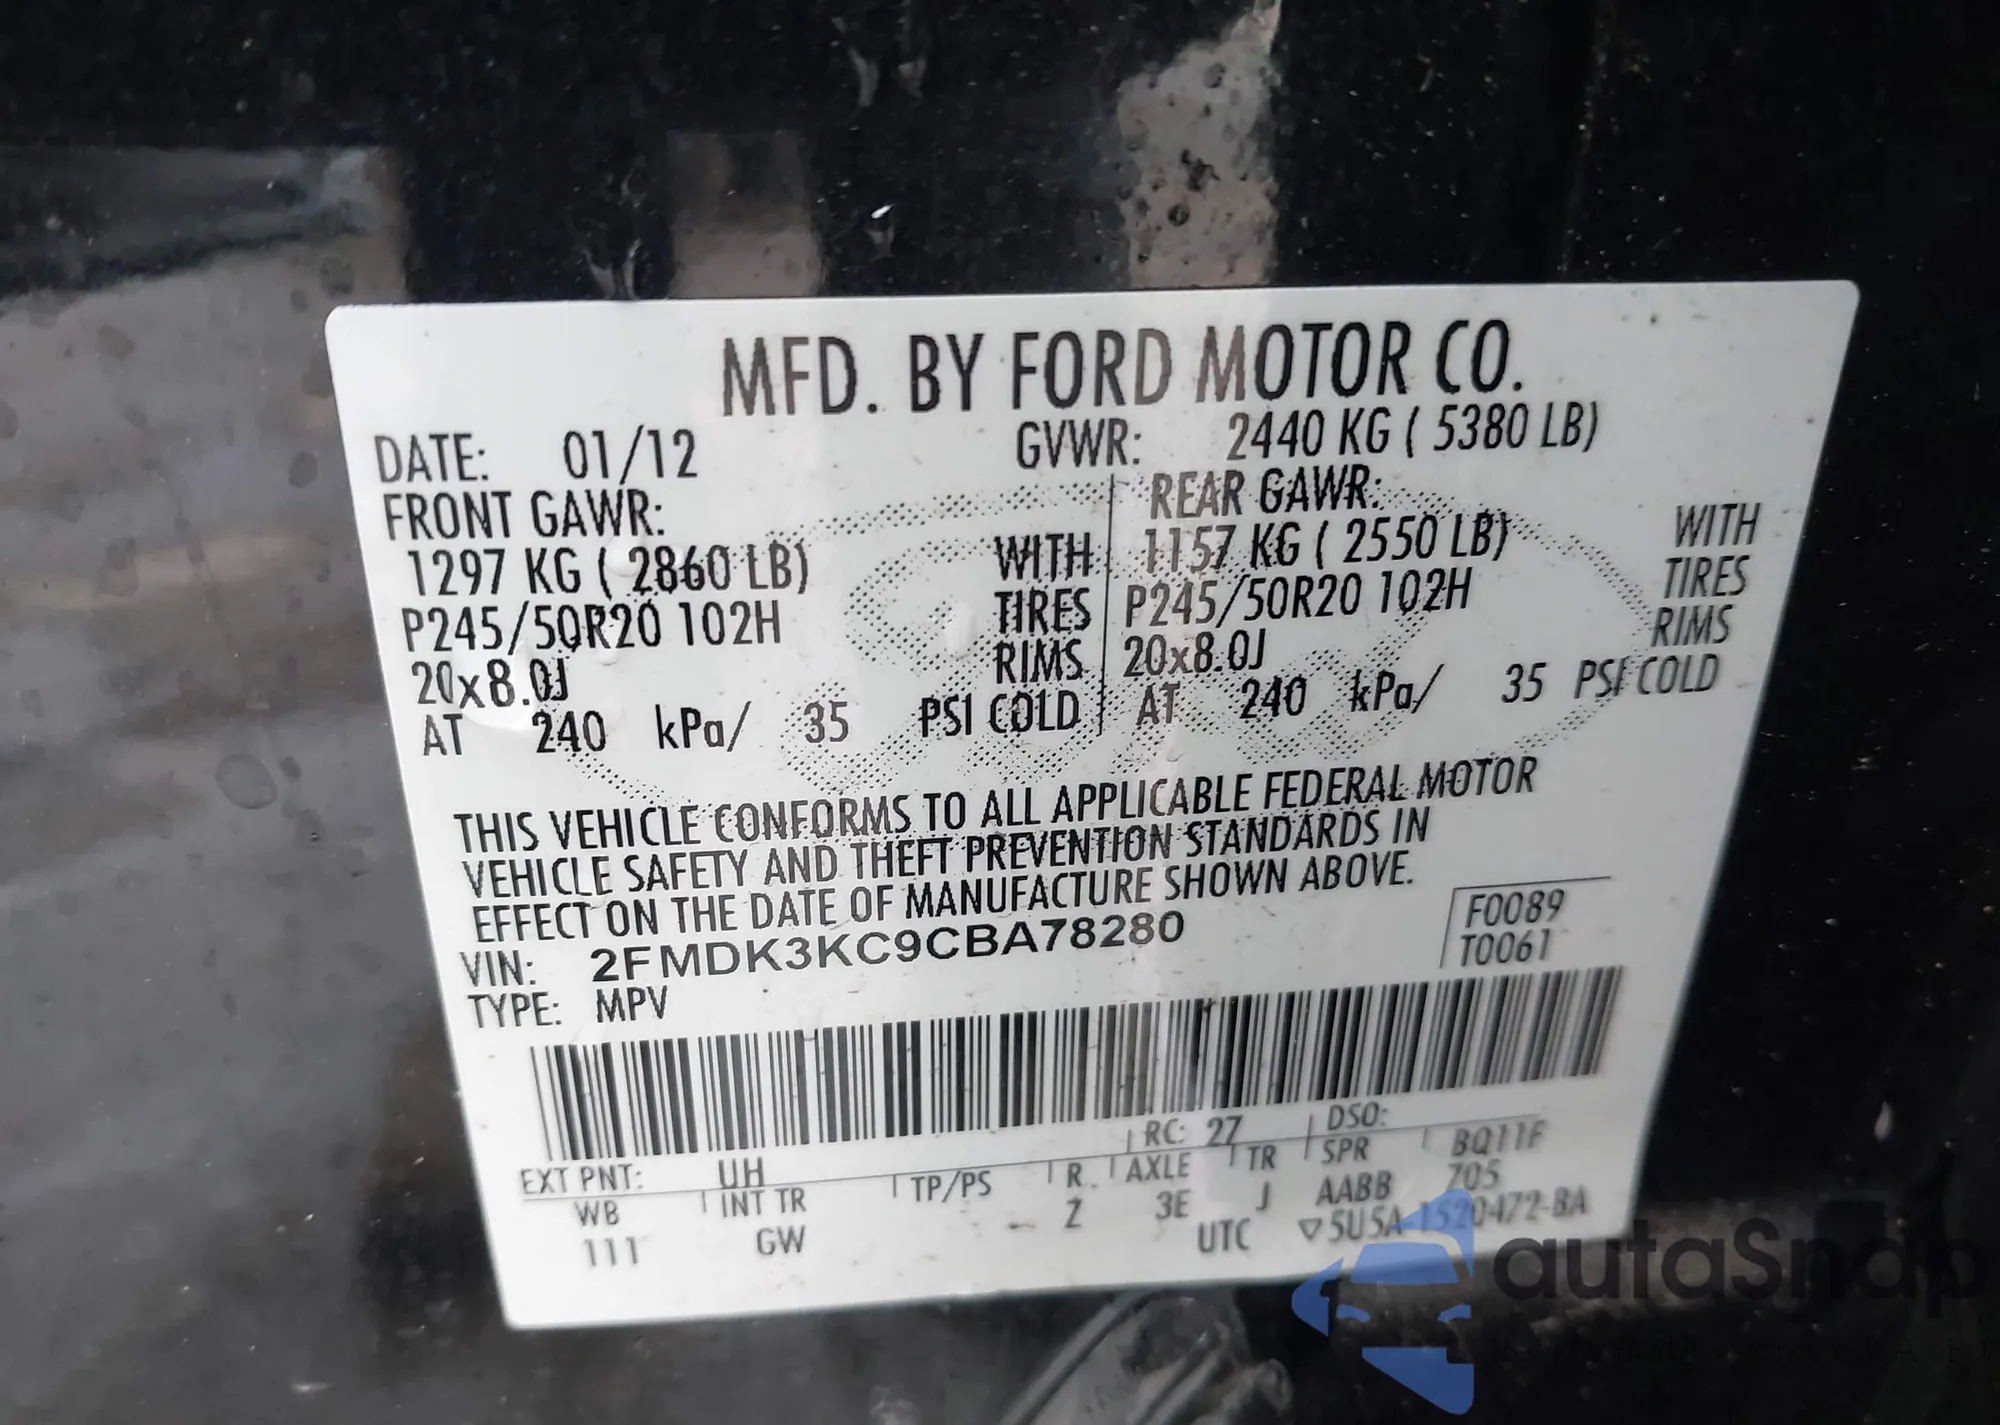 MFD. BY FORD MOTOR CO.
DATE: 01/12 GVWR: 2440 KG ( 5380 LB)
FRONT GAWR: REAR GAWR:
1297 KG ( 2860 LB) WITH 1157 KG ( 2550 LB) WITH
P245/50R20 102H TIRES P245/50R20 102H TIRES
20x8.0J RIMS 20x8.0J RIMS
AT 240 kPa/ 35 PSI COLD AT 240 kPa/ 35 PSI COLD
THIS VEHICLE CONFORMS TO ALL APPLICABLE FEDERAL MOTOR
VEHICLE SAFETY AND THEFT PREVENTION STANDARDS IN
EFFECT ON THE DATE OF MANUFACTURE SHOWN ABOVE.
F0089
VIN: 2FMDK3KC9CBA78280 T0061
TYPE: MPV
EXT PNT: UH RC: 27 DSO:
WB INT TR TP/PS R. AXLE TR SPR BQ11F
111 GW Z 3E J AABB Z05
UTC ▽5U5A-1520472-BA
autaSnap